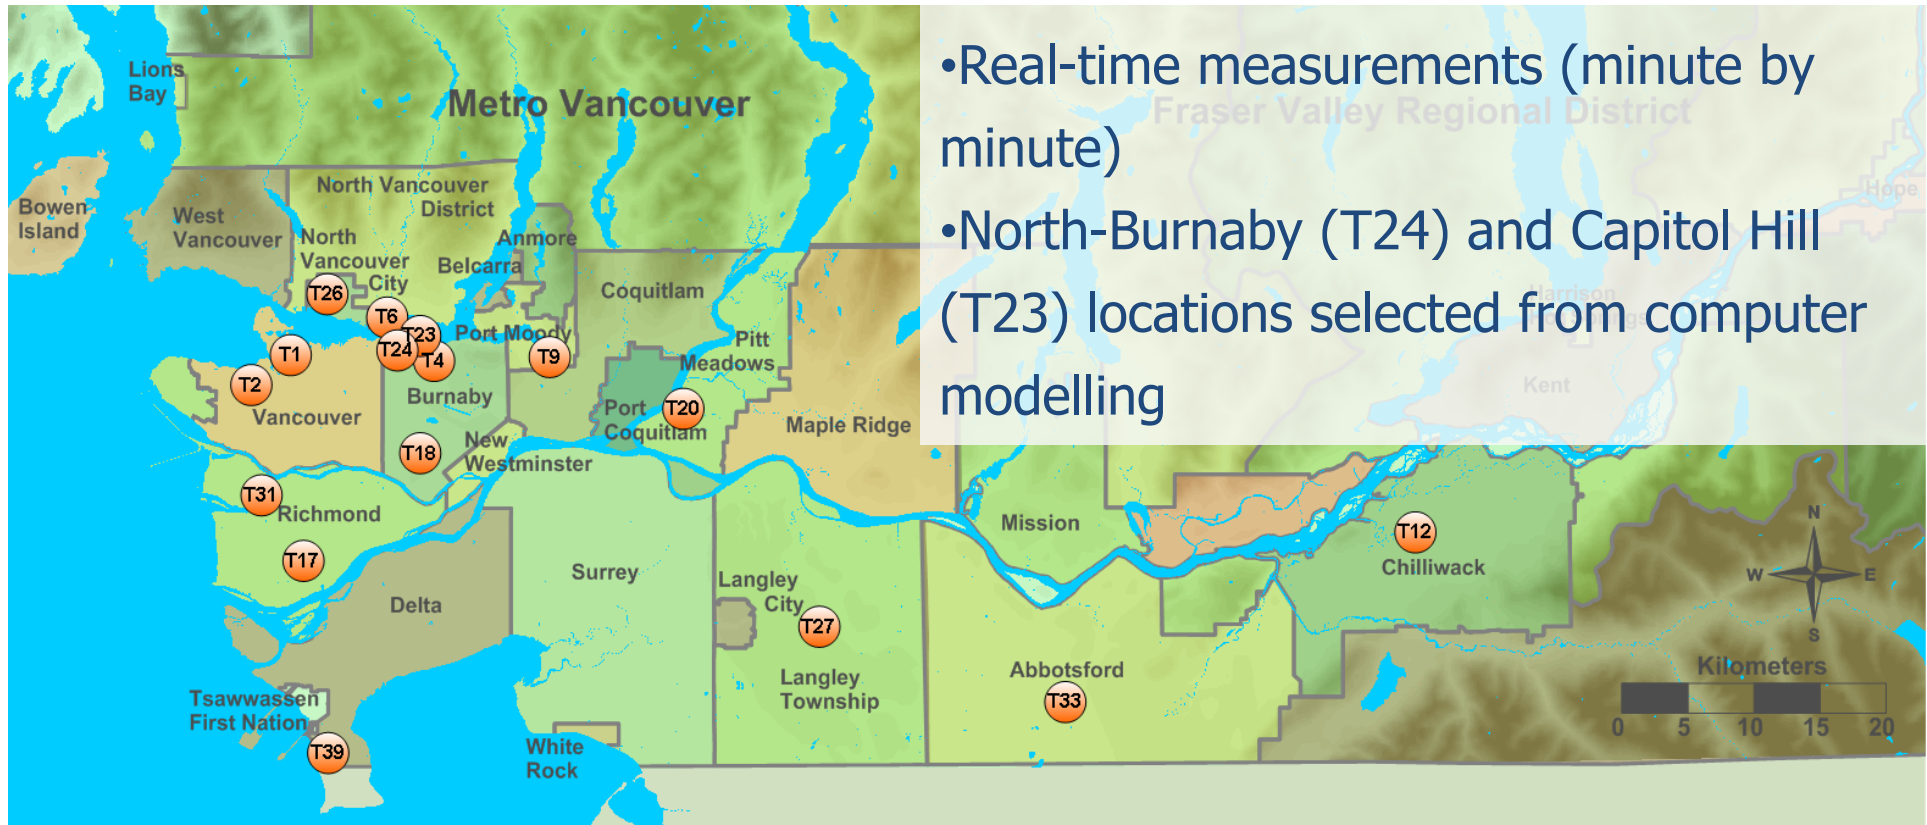 •Real-time measurements (minute by
minute)
•North-Burnaby (T24) and Capitol Hill
(T23) locations selected from computer
modelling
Fraser Valley Regional District
Hope
Harrison
Hot Springs
Kent
Lions
Bay
Metro Vancouver
Bowen
Island
West
Vancouver
North Vancouver
District
North
Vancouver
City
Anmore
Belcarra
Coquitlam
Port Moody
Pitt
Meadows
T26
T6
T23
T24
T4
T1
T2
T9
T20
Vancouver
Burnaby
Port
Coquitlam
Maple Ridge
T18
New
Westminster
T31
Richmond
T17
Mission
T12
Chilliwack
Surrey
Delta
Langley
City
T27
Langley
Township
Abbotsford
T33
Tsawwassen
First Nation
T39
White
Rock
N
W
E
S
Kilometers
0 5 10 15 20